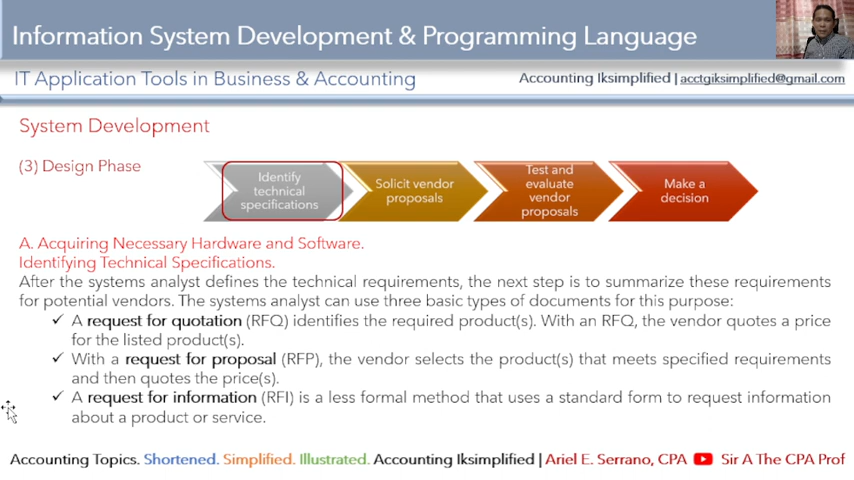 Information System Development & Programming Language
IT Application Tools in Business & Accounting
Accounting Iksimplified | acctgiksimplified@gmail.com
System Development
(3) Design Phase
Identify
technical
specifications
Solicit vendor
proposals
Test and
evaluate
vendor
proposals
Make a
decision
A. Acquiring Necessary Hardware and Software.
Identifying Technical Specifications.
After the systems analyst defines the technical requirements, the next step is to summarize these requirements
for potential vendors. The systems analyst can use three basic types of documents for this purpose:
✓ A request for quotation (RFQ) identifies the required product(s). With an RFQ, the vendor quotes a price
for the listed product(s).
✓ With a request for proposal (RFP), the vendor selects the product(s) that meets specified requirements
and then quotes the price(s).
✓ A request for information (RFI) is a less formal method that uses a standard form to request information
about a product or service.
Accounting Topics. Shortened. Simplified. Illustrated. Accounting Iksimplified | Ariel E. Serrano, CPA Sir A The CPA Prof